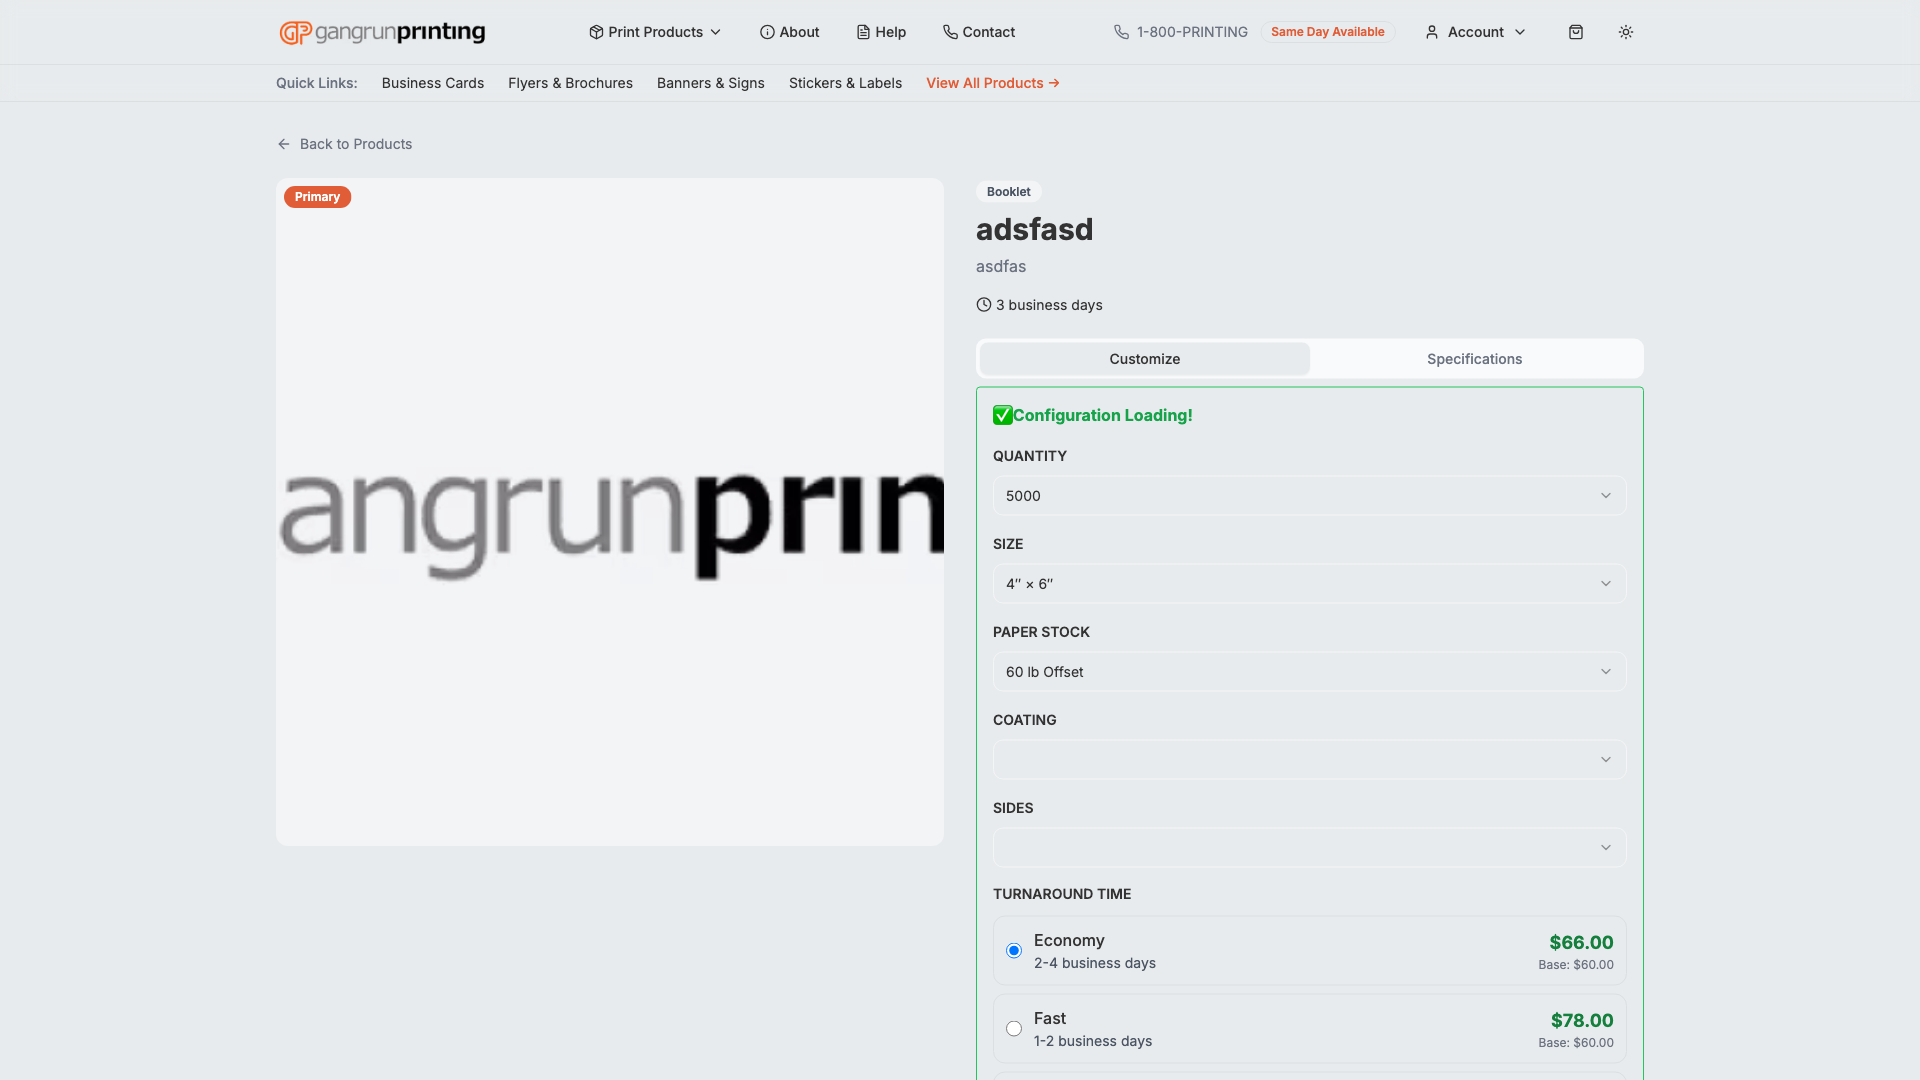 gangrunprinting
Print Products
About
Help
Contact
1-800-PRINTING
Same Day Available
Account
Quick Links:
Business Cards
Flyers & Brochures
Banners & Signs
Stickers & Labels
View All Products →
Back to Products
Primary
angrunprin
Booklet
adsfasd
asdfas
3 business days
Customize
Specifications
✅Configuration Loading!
QUANTITY
5000
SIZE
4″ × 6″
PAPER STOCK
60 lb Offset
COATING
SIDES
TURNAROUND TIME
Economy
$66.00
2-4 business days
Base: $60.00
Fast
$78.00
1-2 business days
Base: $60.00